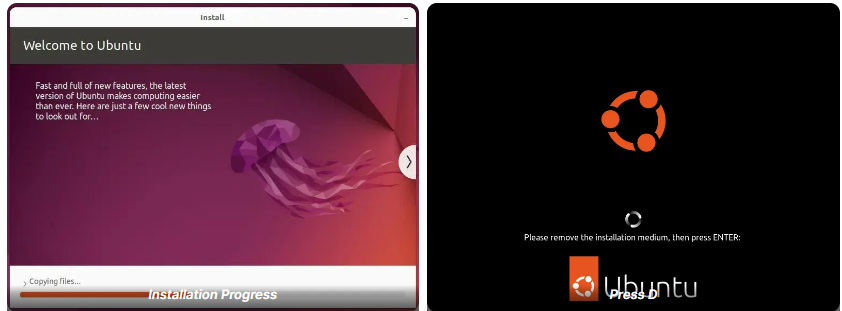 Install
Welcome to Ubuntu
Fast and full of new features, the latest
version of Ubuntu makes computing easier
than ever. Here are just a few cool new things
to look out for...
Copying files...
Installation Progress
Please remove the installation medium, then press ENTER:
Ubuntu
Press D